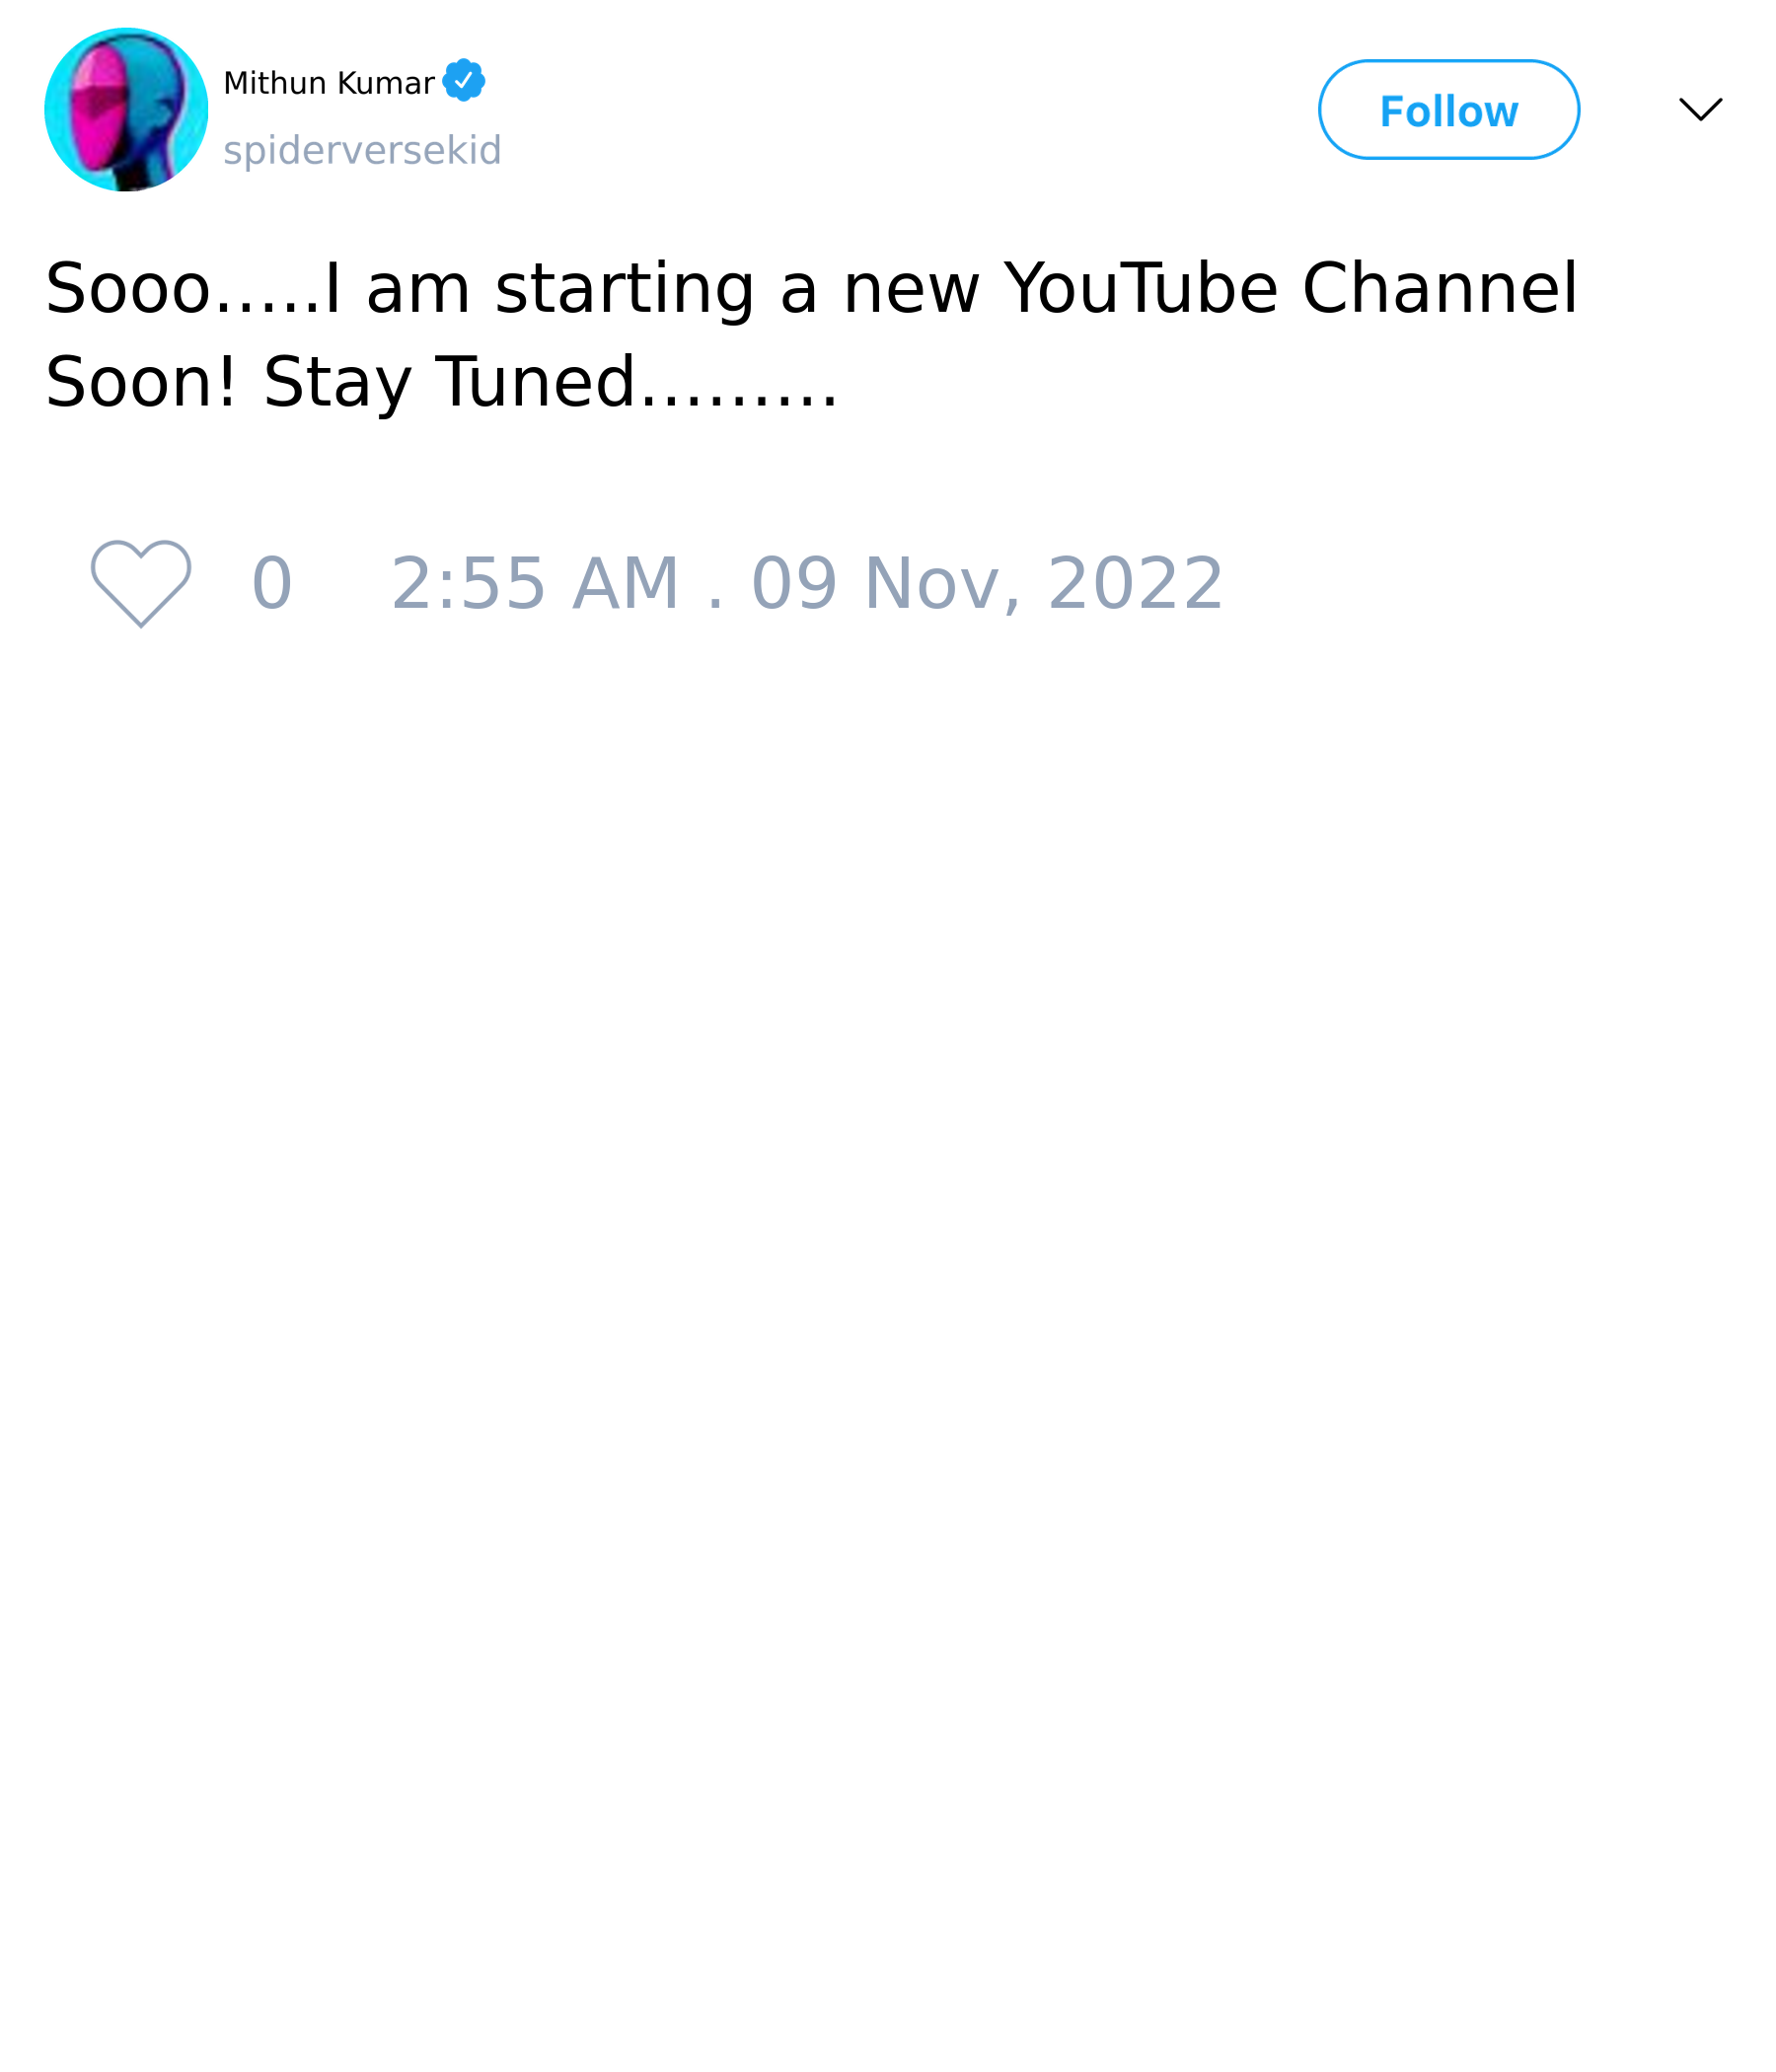 Mithun Kumar
spiderversekid
Follow
Sooo.....I am starting a new YouTube Channel
Soon! Stay Tuned.........
0 2:55 AM . 09 Nov, 2022